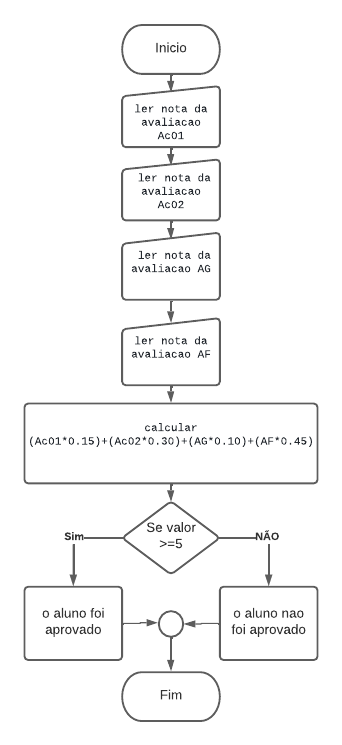 Inicio
ler nota da
avaliacao
Ac01
ler nota da
avaliacao
Ac02
ler nota da
avaliacao AG
ler nota da
avaliacao AF
calcular
(Ac01*0.15)+(Ac02*0.30)+(AG*0.10)+(AF*0.45)
Se valor
>=5
Sim
NÃO
o aluno foi
aprovado
o aluno nao
foi aprovado
Fim